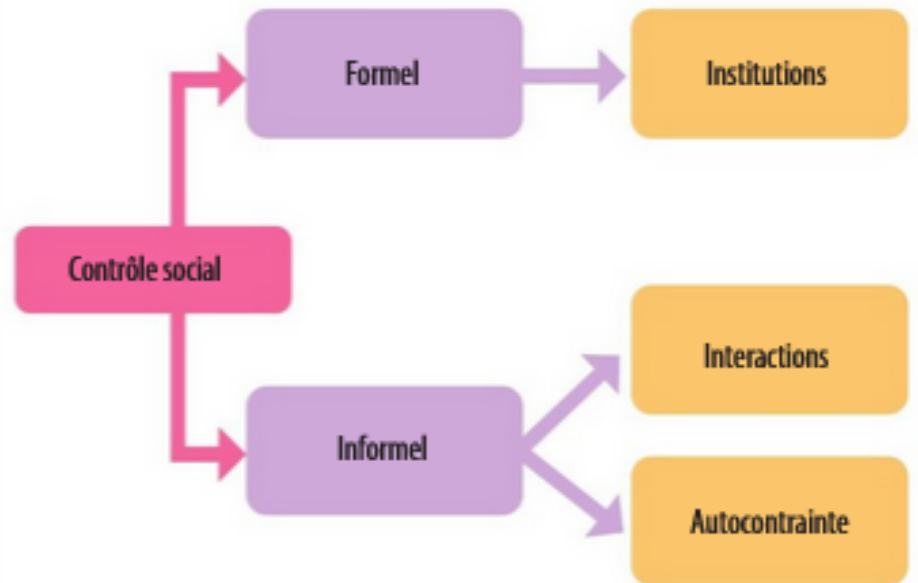 Formel
Institutions
Contrôle social
Interactions
Informel
Autocontrainte